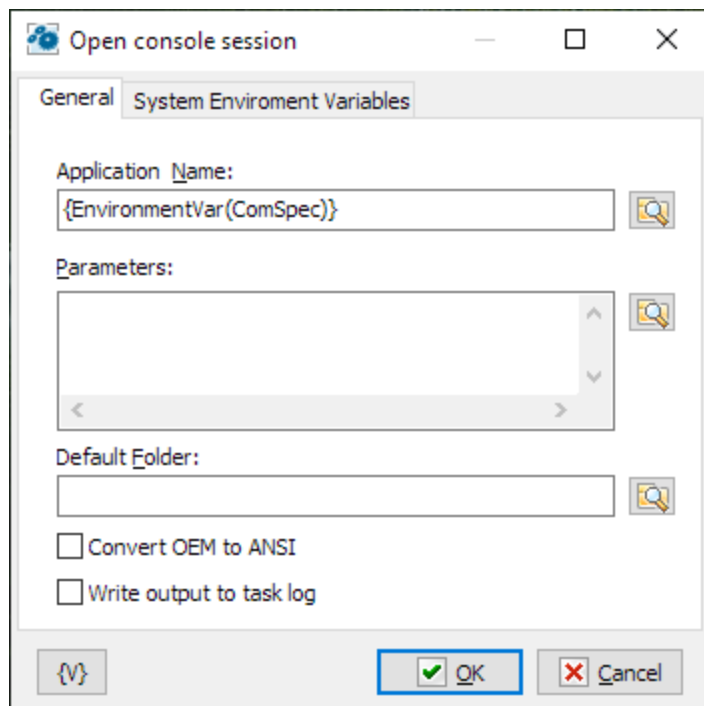 Open console session
General
System Enviroment Variables
Application Name:
{EnvironmentVar(ComSpec)}
Parameters:
Default Folder:
Convert OEM to ANSI
Write output to task log
{V}
OK
Cancel